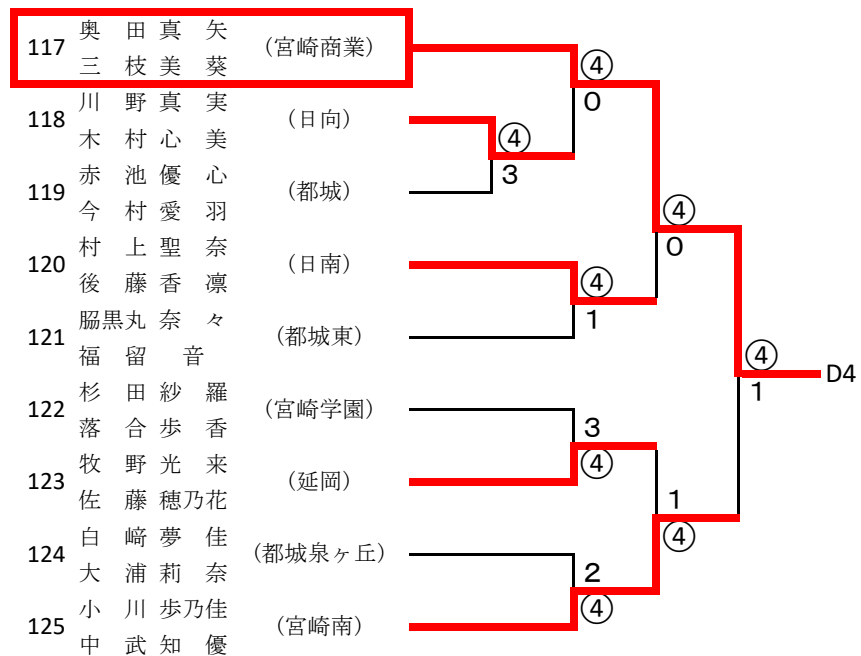 奥田真矢
117 (宮崎商業)
三枝美葵
④
0
川野真実
118 (日向)
木村心美
④
3
赤池優心
119 (都城)
今村愛羽
④
0
村上聖奈
120 (日南)
後藤香凛
④
1
脇黒丸奈々
121 (都城東)
福留音
④
1
D4
杉田紗羅
122 (宮崎学園)
落合歩香
3
④
牧野光来
123 (延岡)
佐藤穂乃花
1
④
白﨑夢佳
124 (都城泉ヶ丘)
大浦莉奈
2
④
小川歩乃佳
125 (宮崎南)
中武知優